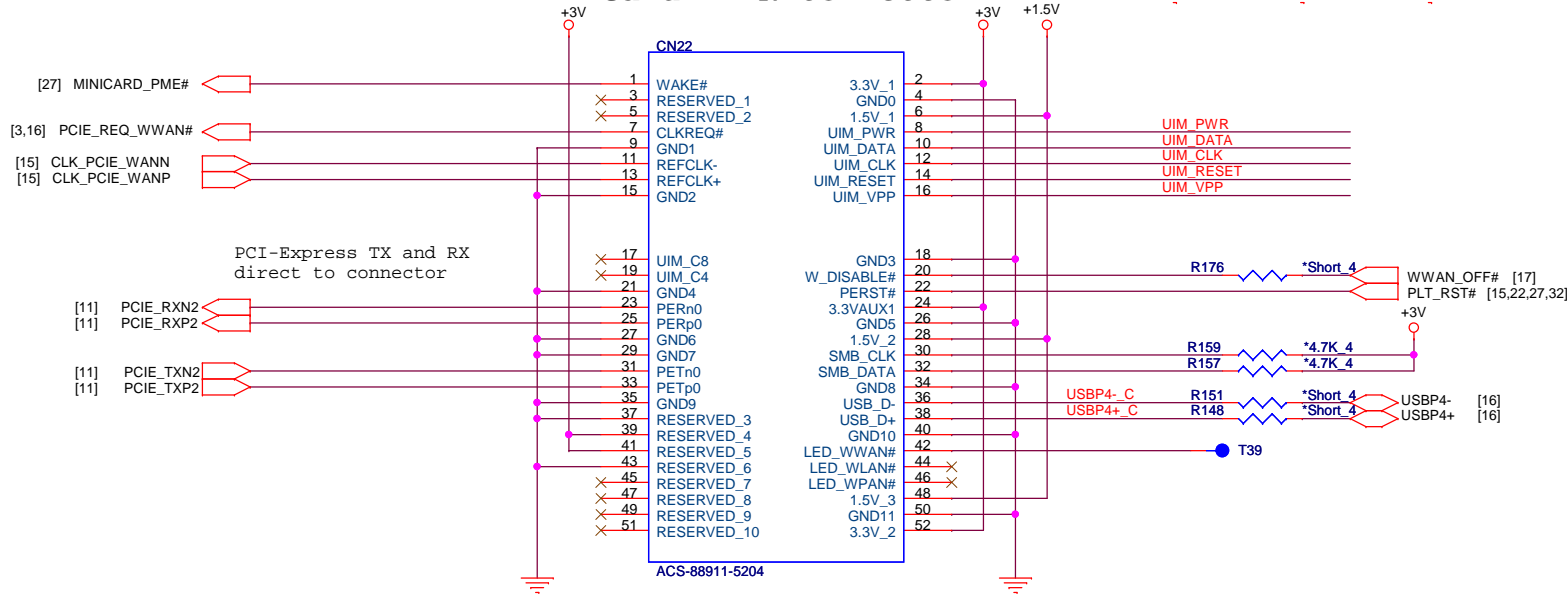 +3V
+3V
+1.5V
CN22
[27] MINICARD_PME#
1 WAKE#
3.3V_1 2
3 RESERVED_1
GND0 4
5 RESERVED_2
1.5V_1 6
[3,16] PCIE_REQ_WWAN#
7 CLKREQ#
UIM_PWR 8
UIM_PWR
9 GND1
UIM_DATA 10
UIM_DATA
[15] CLK_PCIE_WANN
11 REFCLK-
UIM_CLK 12
UIM_CLK
[15] CLK_PCIE_WANP
13 REFCLK+
UIM_RESET 14
UIM_RESET
15 GND2
UIM_VPP 16
UIM_VPP
PCI-Express TX and RX
direct to connector
17 UIM_C8
GND3 18
19 UIM_C4
W_DISABLE# 20
R176 *Short_4
WWAN_OFF# [17]
21 GND4
PERST# 22
PLT_RST# [15,22,27,32]
[11] PCIE_RXN2
23 PERn0
3.3VAUX1 24
+3V
[11] PCIE_RXP2
25 PERp0
GND5 26
27 GND6
1.5V_2 28
29 GND7
SMB_CLK 30
R159 *4.7K_4
[11] PCIE_TXN2
31 PETn0
SMB_DATA 32
R157 *4.7K_4
[11] PCIE_TXP2
33 PETp0
GND8 34
35 GND9
USB_D- 36
USBP4-_C R151 *Short_4
USBP4- [16]
37 RESERVED_3
USB_D+ 38
USBP4+_C R148 *Short_4
USBP4+ [16]
39 RESERVED_4
GND10 40
41 RESERVED_5
LED_WWAN# 42
T39
43 RESERVED_6
LED_WLAN# 44
45 RESERVED_7
LED_WPAN# 46
47 RESERVED_8
1.5V_3 48
49 RESERVED_9
GND11 50
51 RESERVED_10
3.3V_2 52
ACS-88911-5204